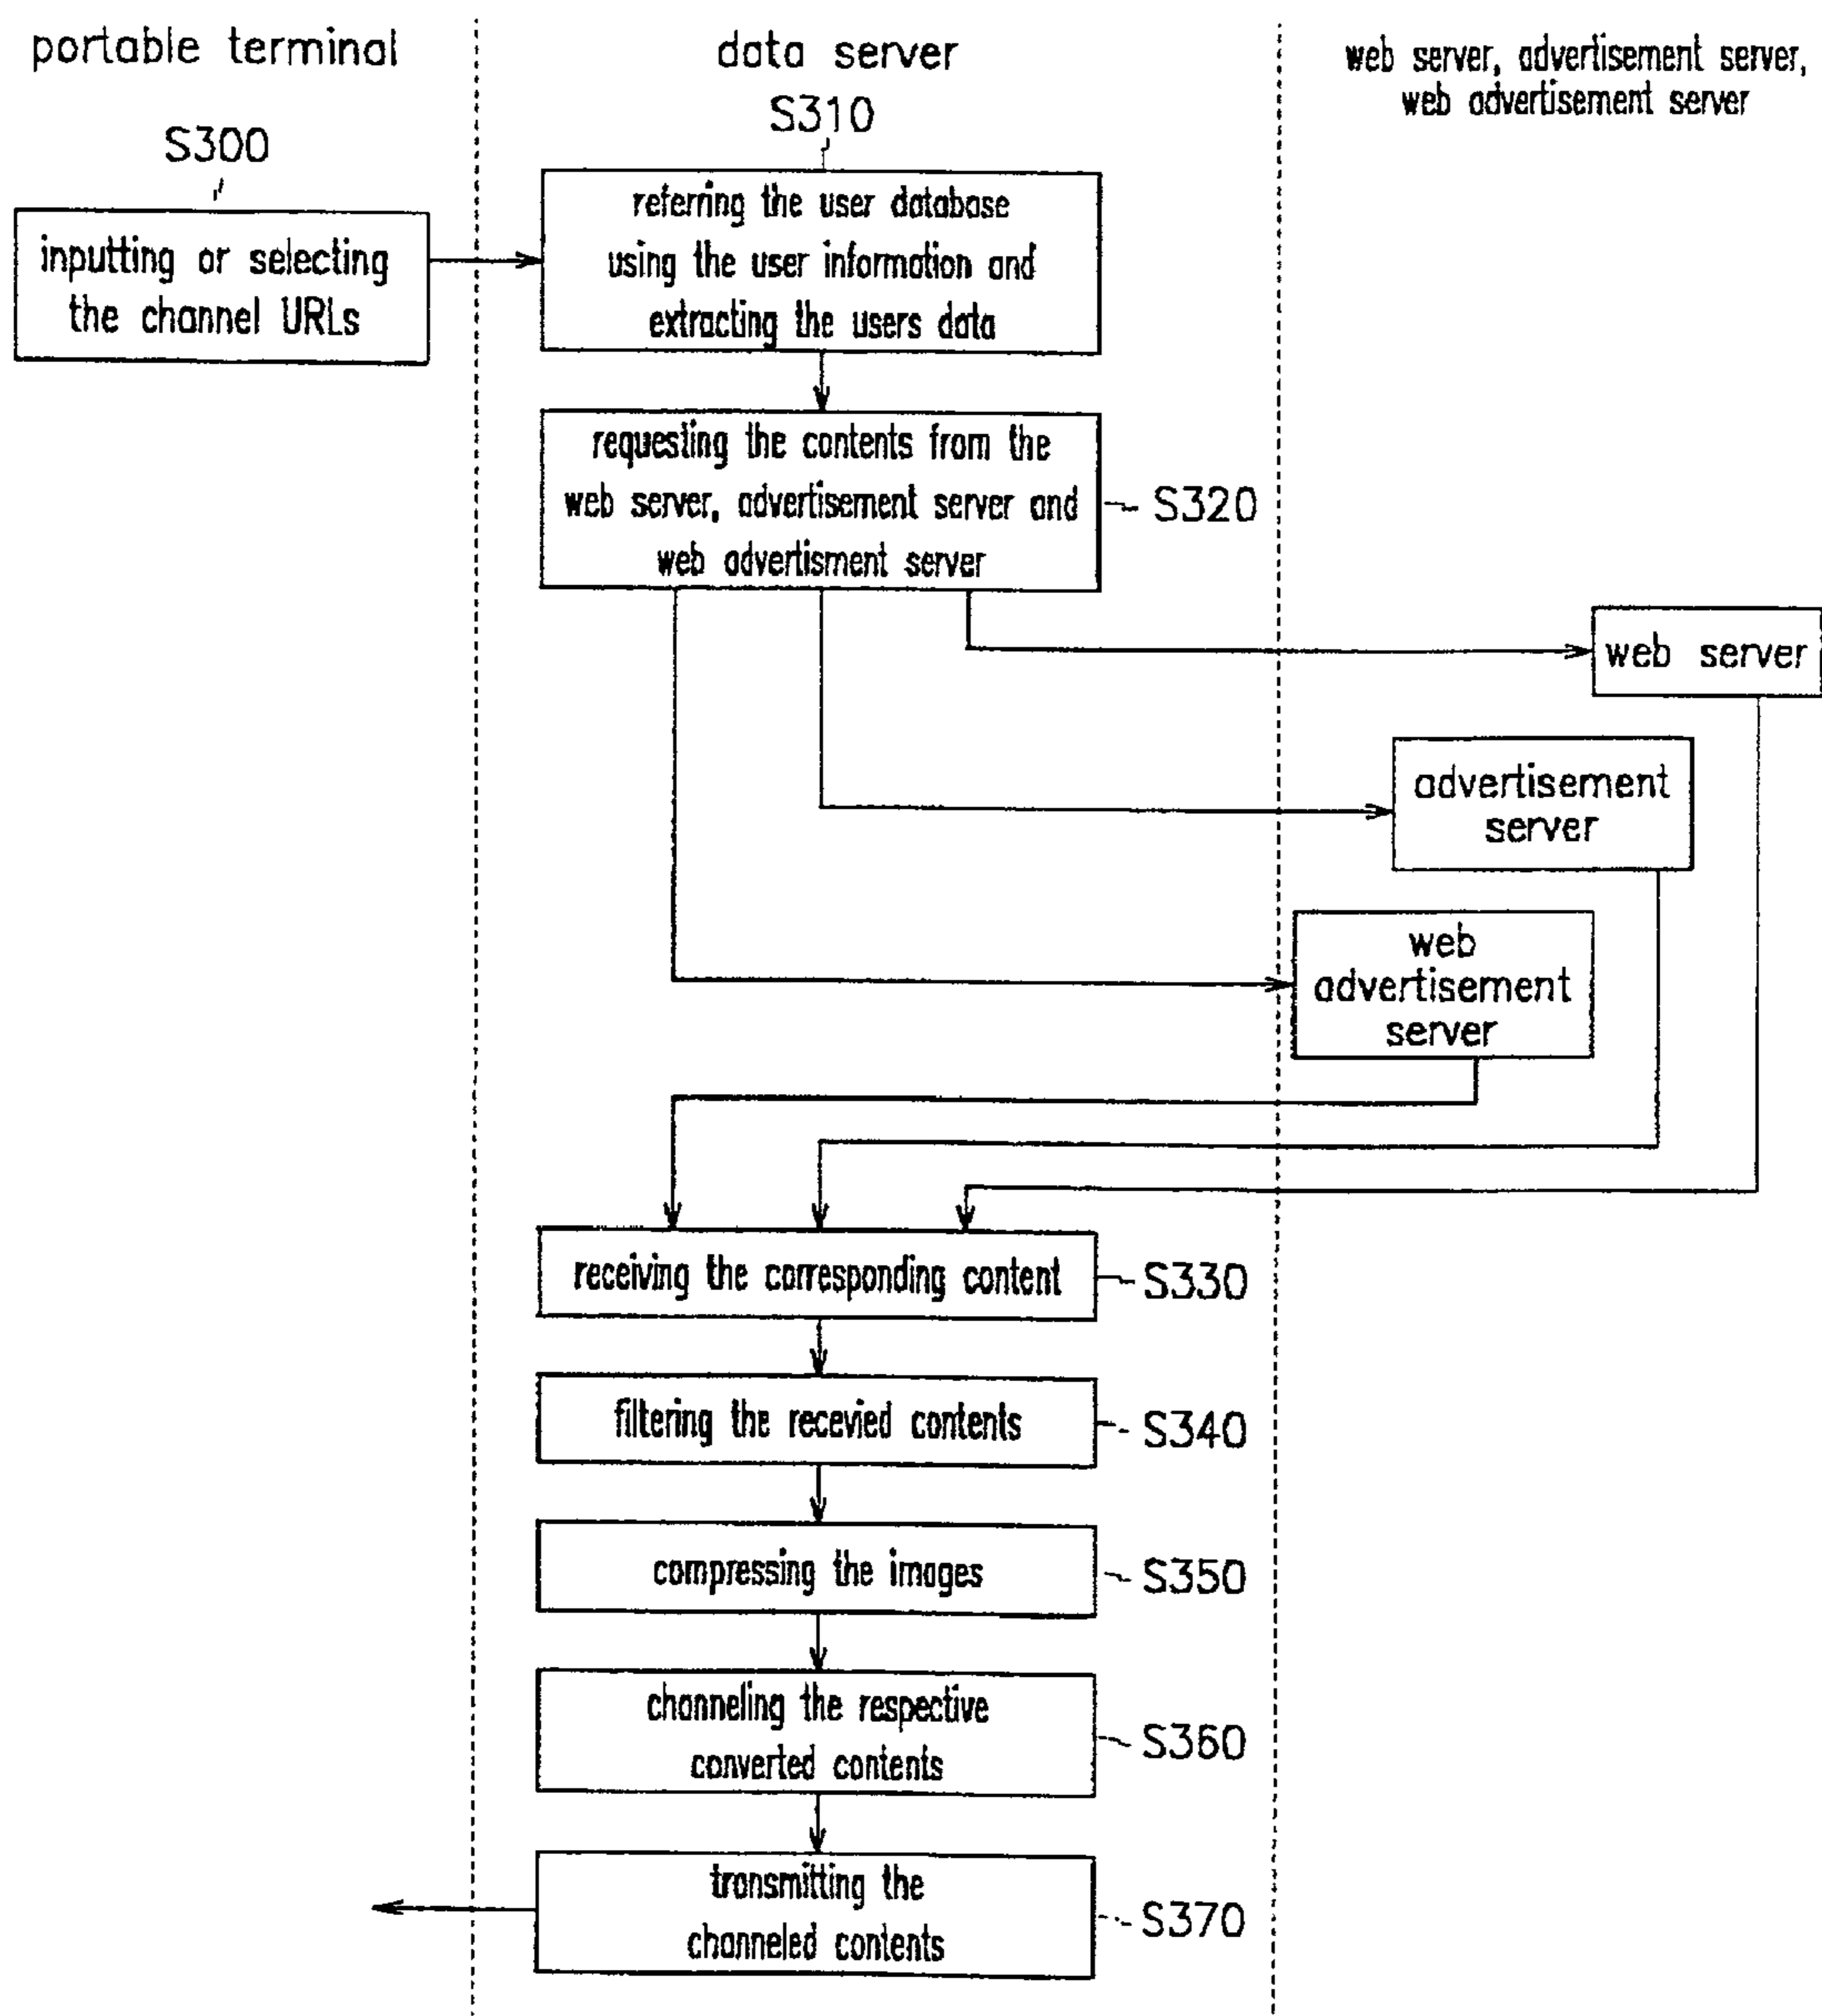 portable terminal
data server
web server, advertisement server,
web advertisement server
S300
S310
inputting or selecting
the channel URLs
referring the user database
using the user information and
extracting the users data
requesting the contents from the
web server, advertisement server and
web advertisment server
S320
web server
advertisement
server
web
advertisement
server
receiving the corresponding content
S330
filtering the recevied contents
S340
compressing the images
S350
channeling the respective
converted contents
S360
transmitting the
channeled contents
S370